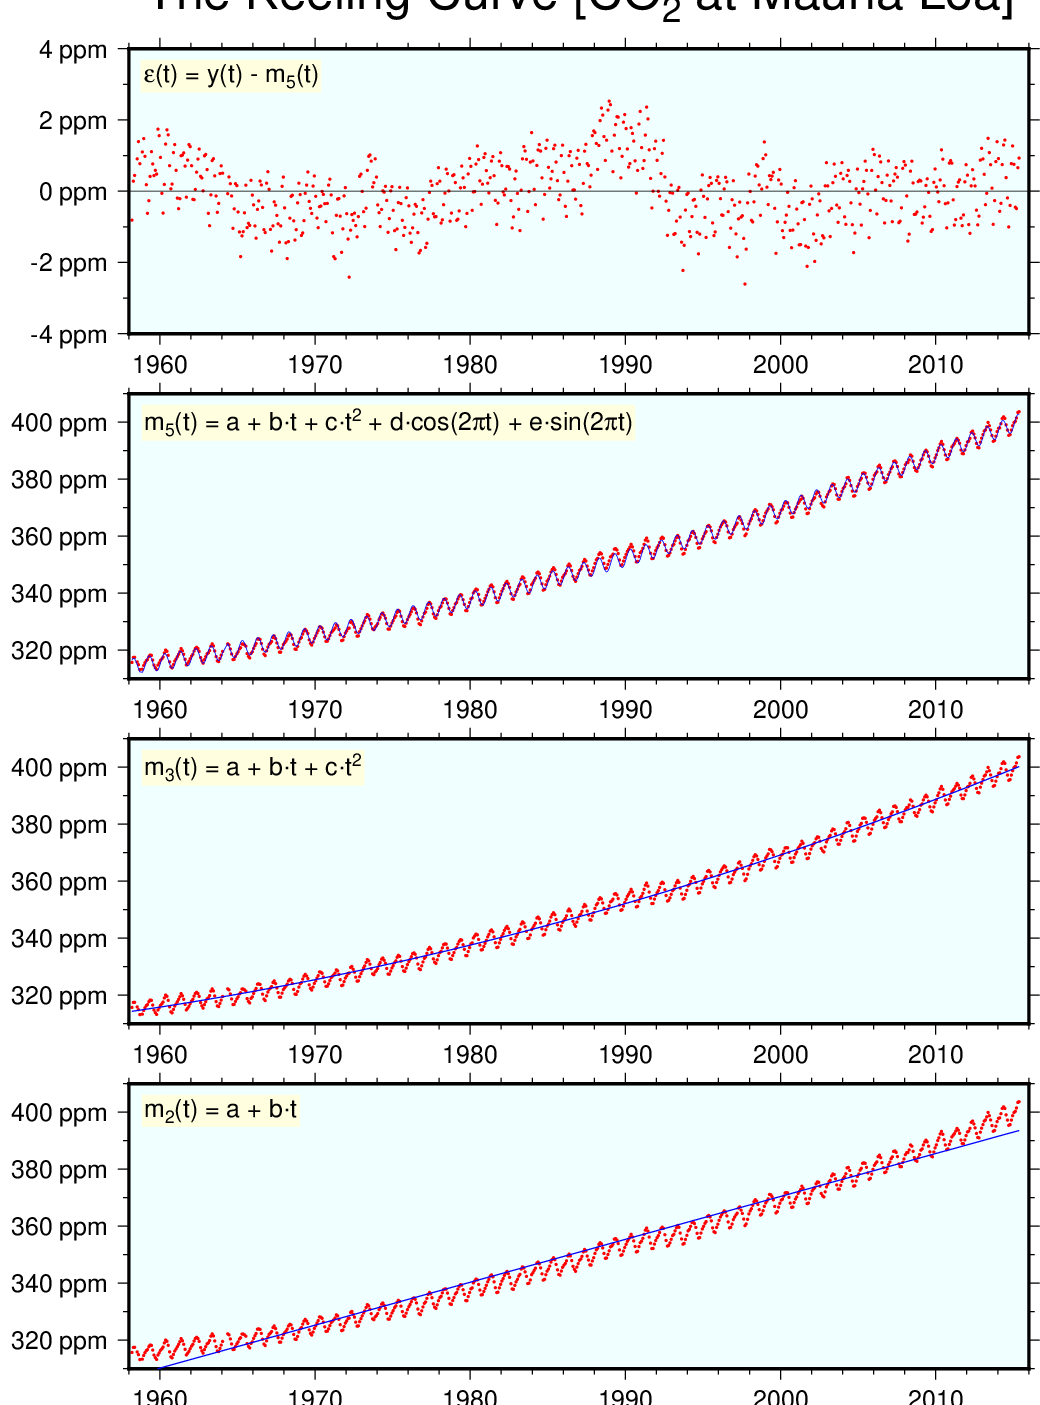 The Keeling Curve [CO₂ at Mauna Loa]
4 ppm
ε(t) = y(t) - m₅(t)
2 ppm
0 ppm
-2 ppm
-4 ppm
1960 1970 1980 1990 2000 2010
400 ppm
m₅(t) = a + b·t + c·t² + d·cos(2πt) + e·sin(2πt)
380 ppm
360 ppm
340 ppm
320 ppm
1960 1970 1980 1990 2000 2010
400 ppm
m₃(t) = a + b·t + c·t²
380 ppm
360 ppm
340 ppm
320 ppm
1960 1970 1980 1990 2000 2010
400 ppm
m₂(t) = a + b·t
380 ppm
360 ppm
340 ppm
320 ppm
1960 1970 1980 1990 2000 2010